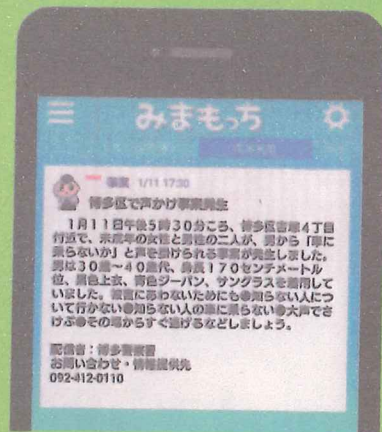 みまもっち
事案 1/11 17:30
博多区で声かけ事案発生
1月11日午後5時30分ころ、博多区吉塚4丁目
付近で、未成年の女性と男性の二人が、男から「車に
乗らないか」と声を掛けられる事案が発生しました。
男は30歳〜40歳代、身長170センチメートル
位、黒色上衣、青色ジーパン、サングラスを着用して
いました。被害にあわないためにも●知らない人につ
いて行かない●知らない人の車に乗らない●大声でさ
けぶ●その場からすぐ逃げるなどしましょう。
配信者：博多警察署
お問い合わせ・情報提供先
092-412-0110